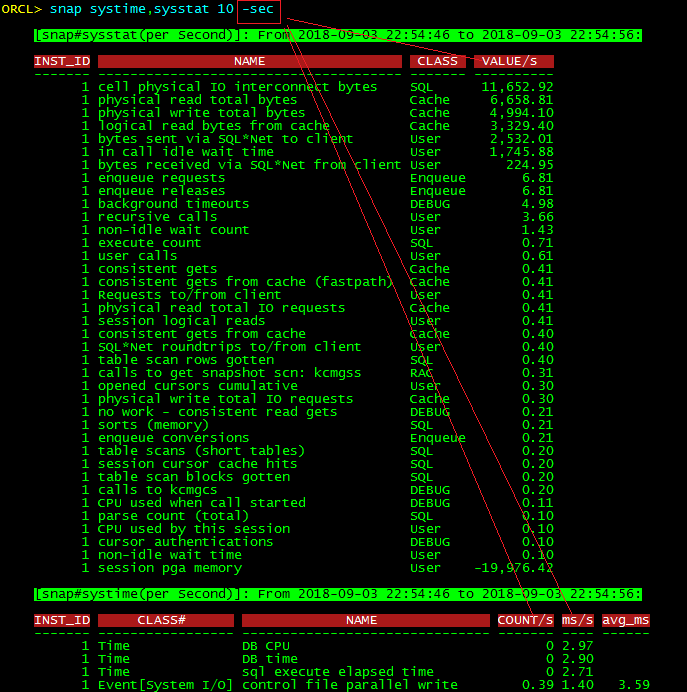 ORCL> snap systime,sysstat 10 -sec
[snap#sysstat(per Second)]: From 2018-09-03 22:54:46 to 2018-09-03 22:54:56:
INST_ID NAME CLASS VALUE/s
------- -------------------------------------- ------- ----------
1 cell physical IO interconnect bytes SQL 11,652.92
1 physical read total bytes Cache 6,658.81
1 physical write total bytes Cache 4,994.10
1 logical read bytes from cache Cache 3,329.40
1 bytes sent via SQL*Net to client User 2,532.01
1 in call idle wait time User 1,745.88
1 bytes received via SQL*Net from client User 224.95
1 enqueue requests Enqueue 6.81
1 enqueue releases Enqueue 6.81
1 background timeouts DEBUG 4.98
1 recursive calls User 3.66
1 non-idle wait count User 1.43
1 execute count SQL 0.71
1 user calls User 0.61
1 consistent gets Cache 0.41
1 consistent gets from cache (fastpath) Cache 0.41
1 Requests to/from client User 0.41
1 physical read total IO requests Cache 0.41
1 session logical reads User 0.41
1 consistent gets from cache Cache 0.40
1 SQL*Net roundtrips to/from client User 0.40
1 table scan rows gotten SQL 0.40
1 calls to get snapshot scn: kcmgss RAC 0.31
1 opened cursors cumulative User 0.30
1 physical write total IO requests Cache 0.30
1 no work - consistent read gets DEBUG 0.21
1 sorts (memory) SQL 0.21
1 enqueue conversions Enqueue 0.21
1 table scans (short tables) SQL 0.20
1 session cursor cache hits SQL 0.20
1 table scan blocks gotten SQL 0.20
1 calls to kcmgcs DEBUG 0.20
1 CPU used when call started DEBUG 0.11
1 parse count (total) SQL 0.10
1 CPU used by this session User 0.10
1 cursor authentications DEBUG 0.10
1 non-idle wait time User 0.10
1 session pga memory User -19,976.42
[snap#systime(per Second)]: From 2018-09-03 22:54:46 to 2018-09-03 22:54:56:
INST_ID CLASS# NAME COUNT/s ms/s avg_ms
------- ----------------- ------------------------------- ------- ---- ------
1 Time DB CPU 0 2.97
1 Time DB time 0 2.90
1 Time sql execute elapsed time 0 2.71
1 Event[System I/O] control file parallel write 0.39 1.40 3.59